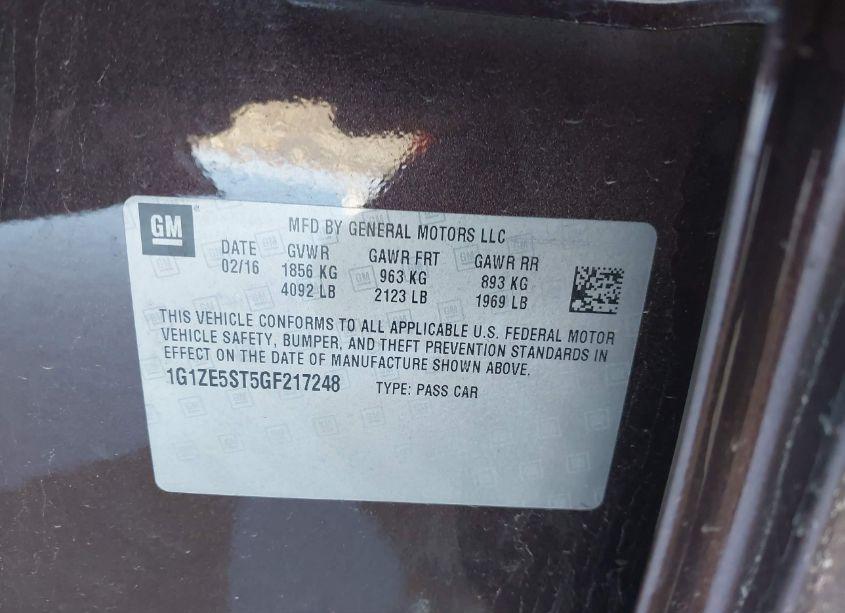 GM
MFD BY GENERAL MOTORS LLC
DATE GVWR GAWR FRT GAWR RR
02/16 1856 KG 963 KG 893 KG
4092 LB 2123 LB 1969 LB
THIS VEHICLE CONFORMS TO ALL APPLICABLE U.S. FEDERAL MOTOR
VEHICLE SAFETY, BUMPER, AND THEFT PREVENTION STANDARDS IN
EFFECT ON THE DATE OF MANUFACTURE SHOWN ABOVE.
1G1ZE5ST5GF217248 TYPE: PASS CAR